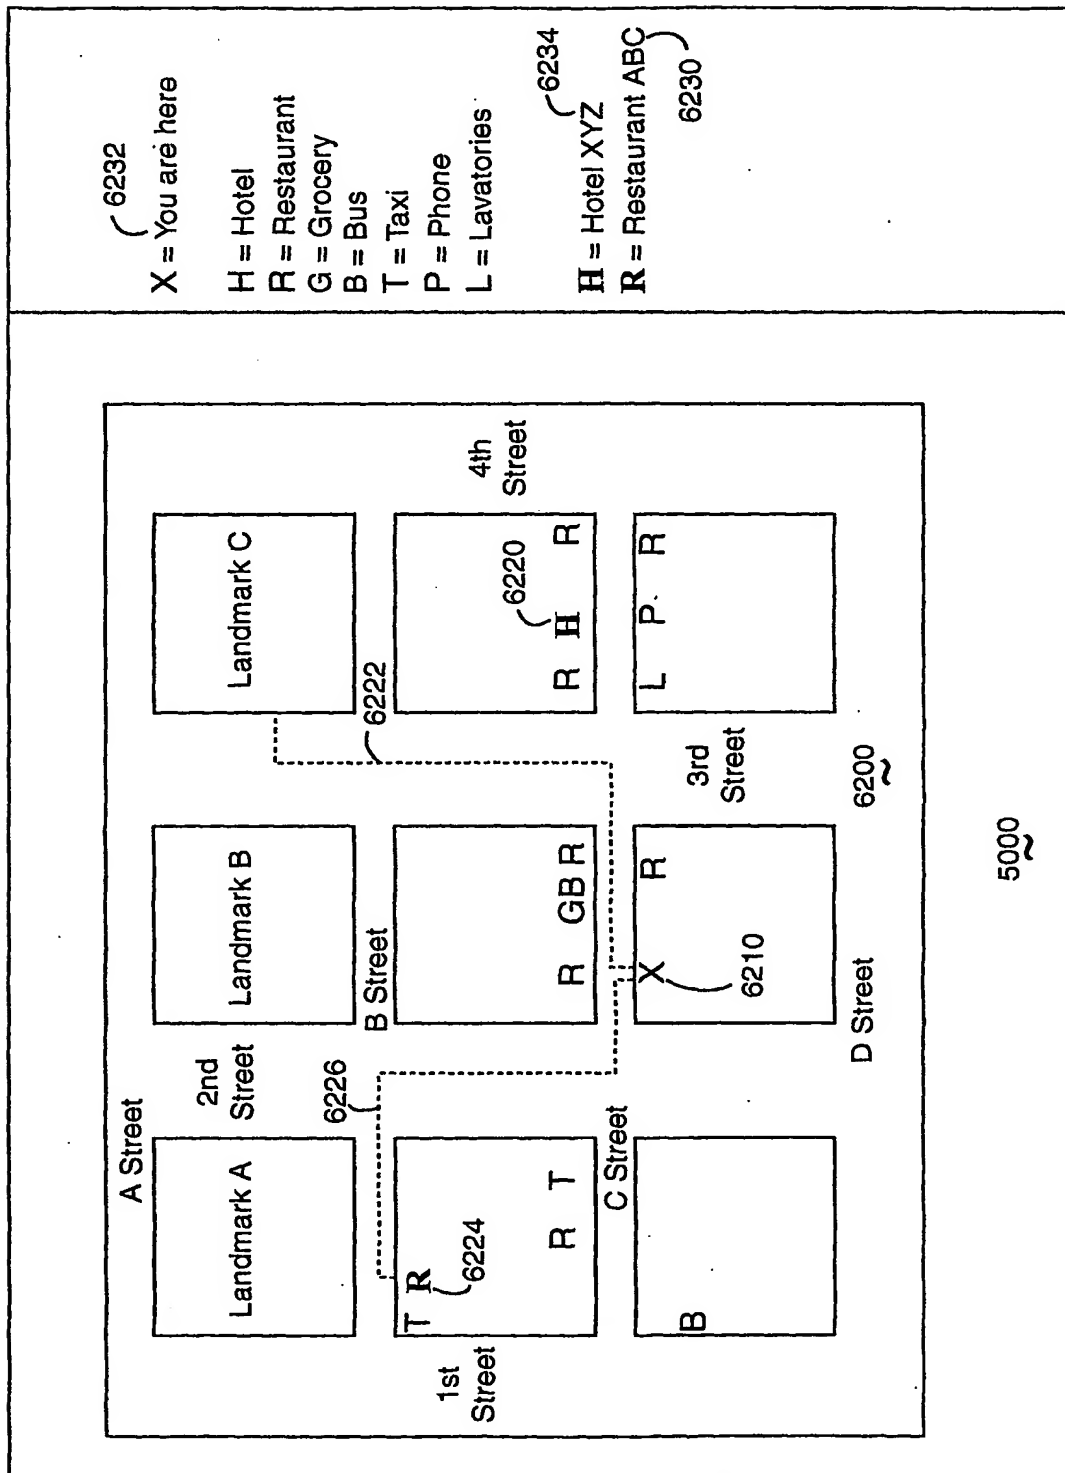 A Street
2nd
Street
Landmark A
Landmark B
Landmark C
6226
6222
B Street
T R
1st
Street
6224
4th
Street
6220
R T
R GB R
R H R
C Street
X R
L P R
B
3rd
Street
6210
D Street
6200
5000
6232
X = You are here
H = Hotel
R = Restaurant
G = Grocery
B = Bus
T = Taxi
P = Phone
L = Lavatories
6234
H = Hotel XYZ
R = Restaurant ABC
6230